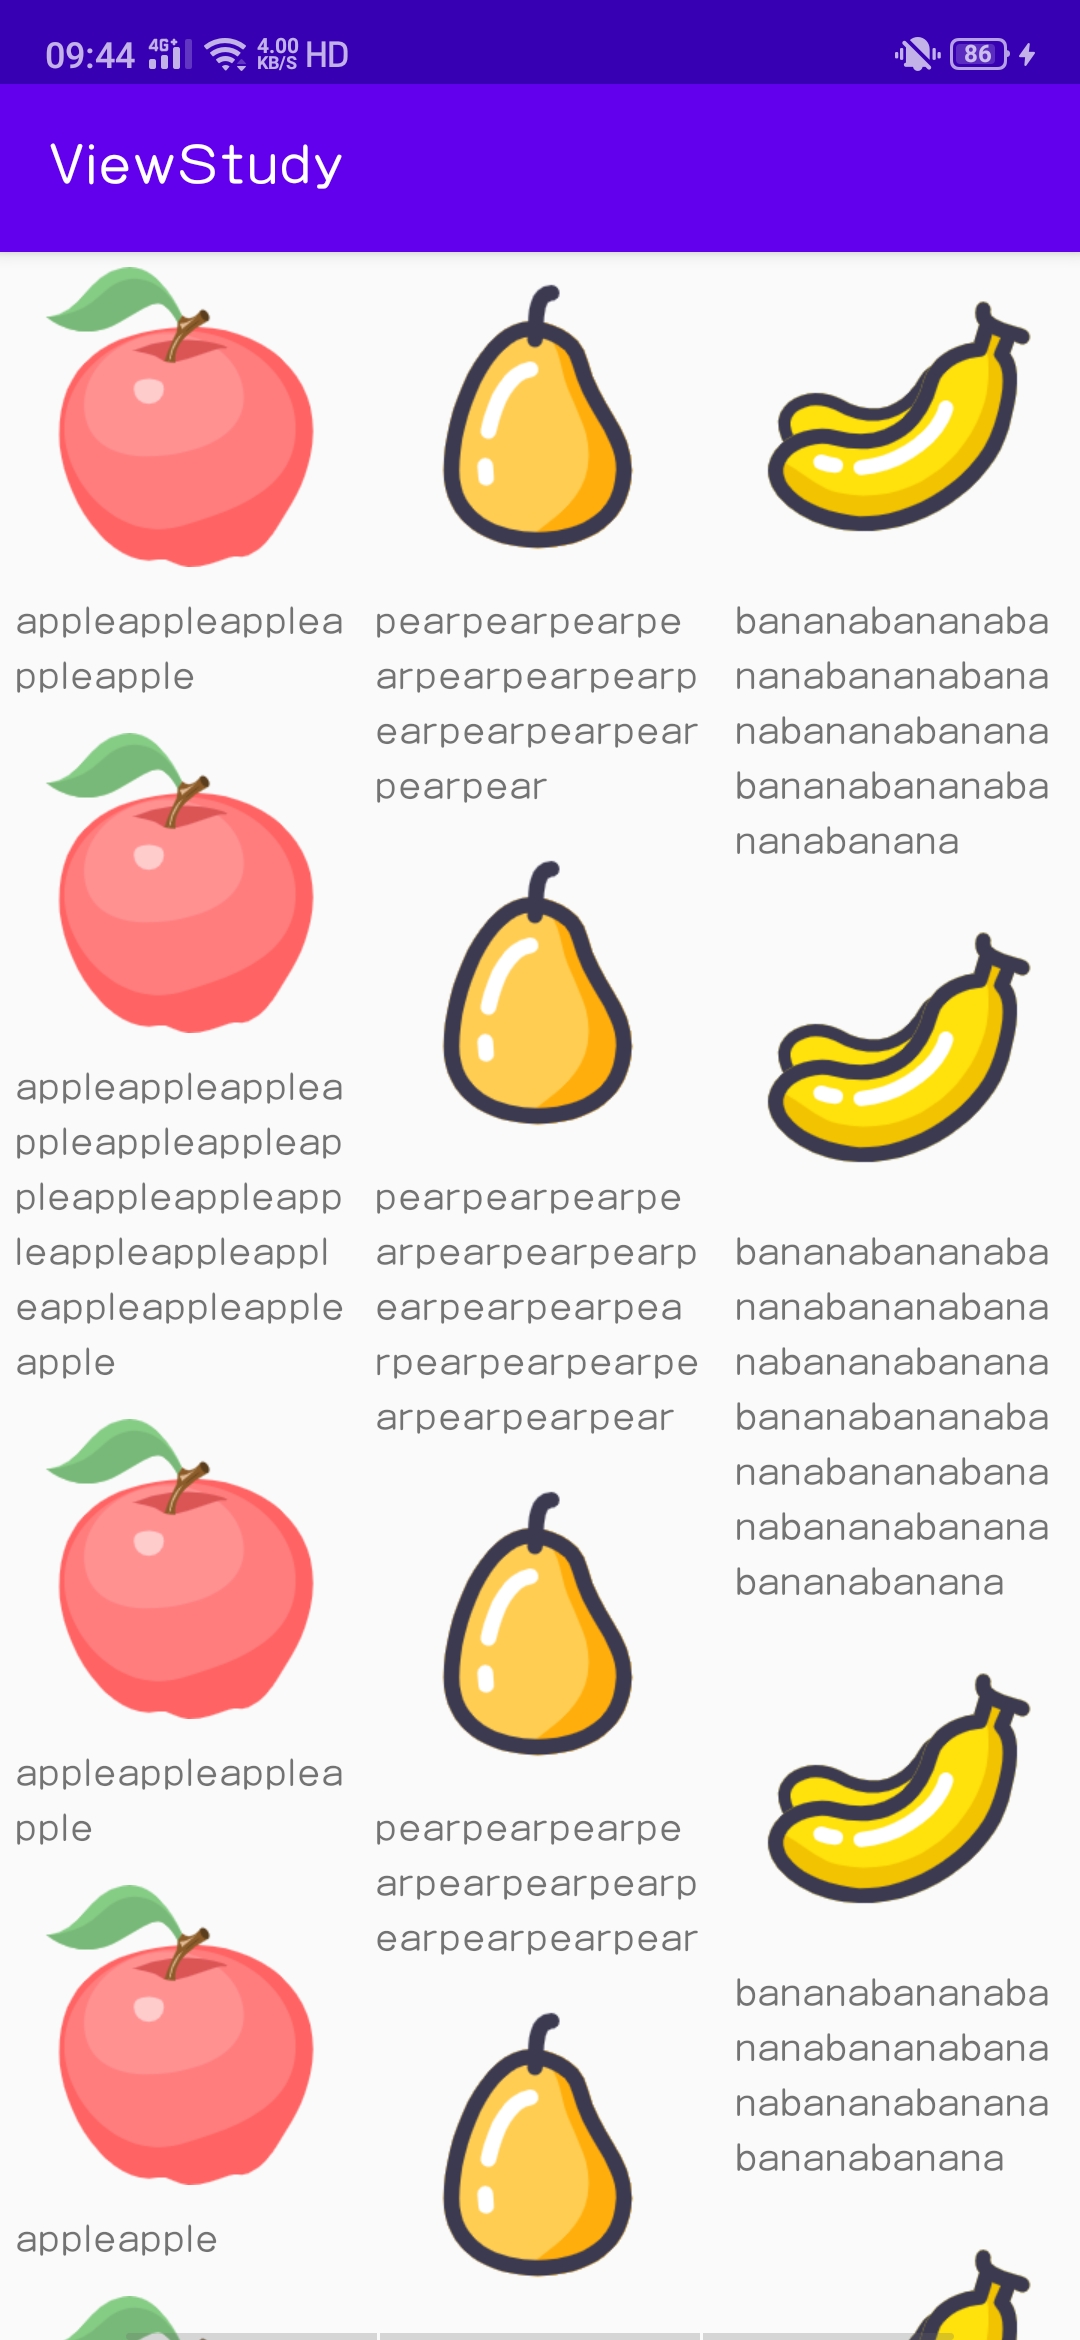 09:44 4G+ 4.00 KB/S HD 86
ViewStudy
appleappleapplea
ppleapple
appleappleapplea
ppleappleappleap
pleappleappleapp
leappleappleappl
eappleappleapple
apple
appleappleapplea
pple
appleapple
pearpearpearpe
arpearpearpearp
earpearpearpear
pearpear
pearpearpearpe
arpearpearpearp
earpearpearpea
rpearpearpearpe
arpearpearpear
pearpearpearpe
arpearpearpearp
earpearpearpear
bananabananaba
nanabananabana
nabananabanana
bananabananaba
nanabanana
bananabananaba
nanabananabana
nabananabanana
bananabananaba
nanabananabana
nabananabanana
bananabanana
bananabananaba
nanabananabana
nabananabanana
bananabanana